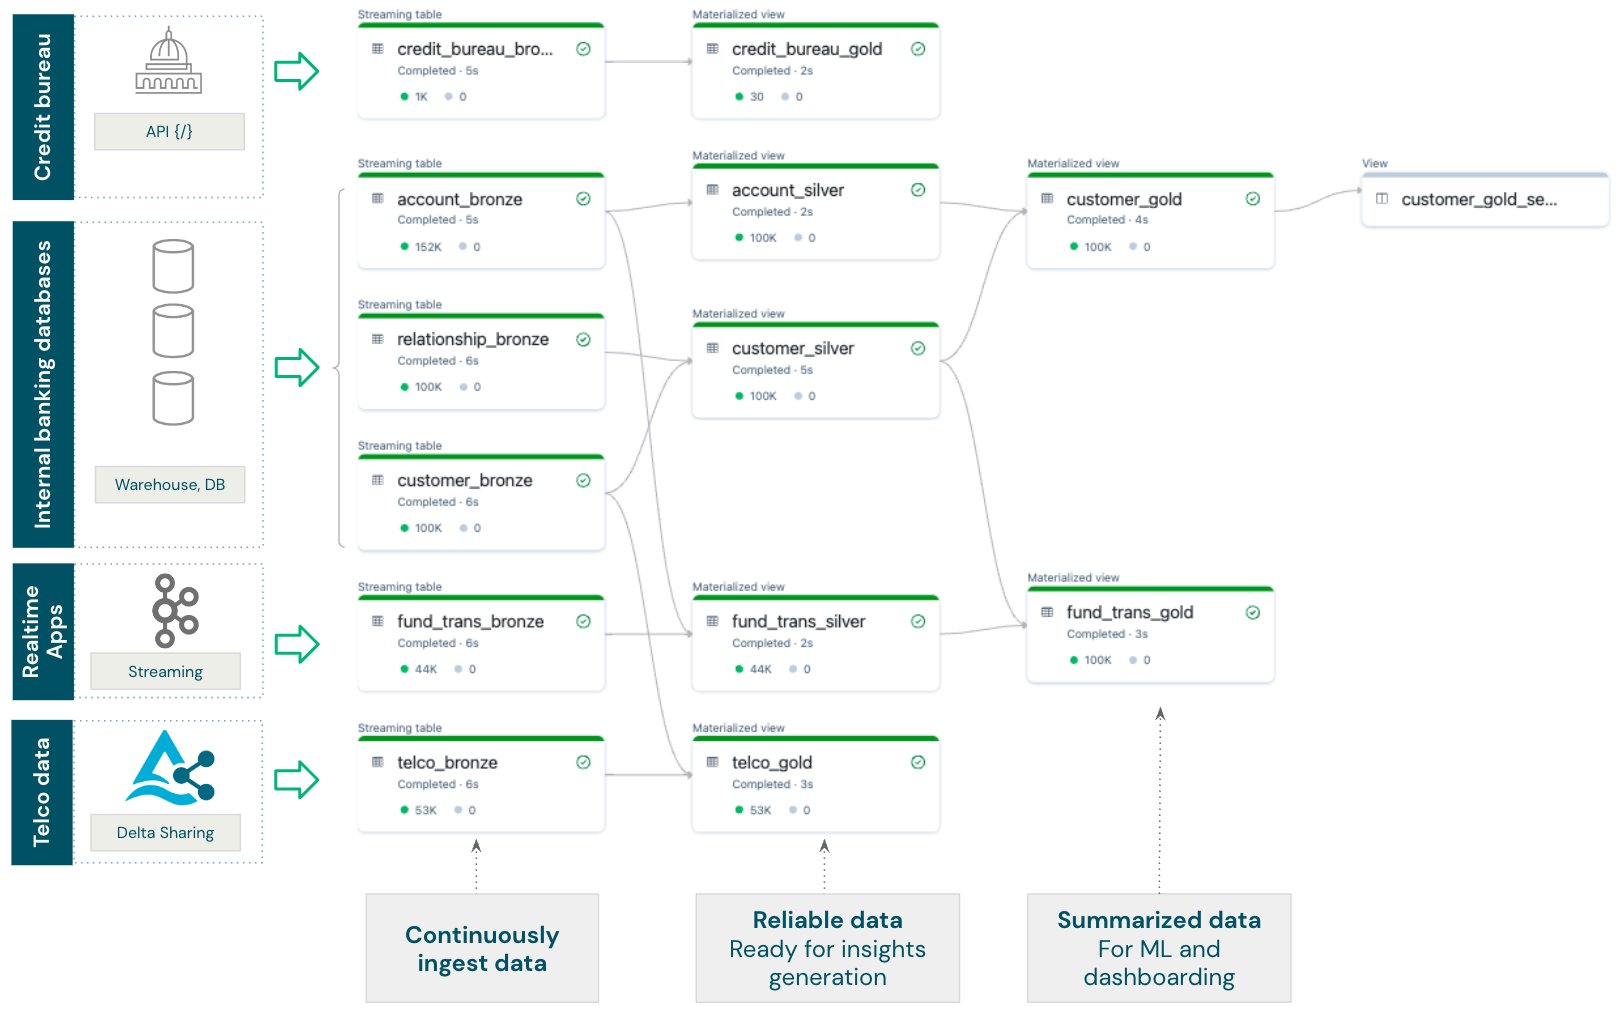 Credit bureau
API {/}
Streaming table
credit_bureau_bro...
Completed · 5s
1K 0
Materialized view
credit_bureau_gold
Completed · 2s
30 0
Internal banking databases
Warehouse, DB
Streaming table
account_bronze
Completed · 5s
152K 0
Materialized view
account_silver
Completed · 2s
100K 0
Materialized view
customer_gold
Completed · 4s
100K 0
View
customer_gold_se...
Streaming table
relationship_bronze
Completed · 6s
100K 0
Materialized view
customer_silver
Completed · 5s
100K 0
Streaming table
customer_bronze
Completed · 6s
100K 0
Realtime
Apps
Streaming
Streaming table
fund_trans_bronze
Completed · 6s
44K 0
Materialized view
fund_trans_silver
Completed · 2s
44K 0
Materialized view
fund_trans_gold
Completed · 3s
100K 0
Telco data
Delta Sharing
Streaming table
telco_bronze
Completed · 6s
53K 0
Materialized view
telco_gold
Completed · 3s
53K 0
Continuously
ingest data
Reliable data
Ready for insights
generation
Summarized data
For ML and
dashboarding